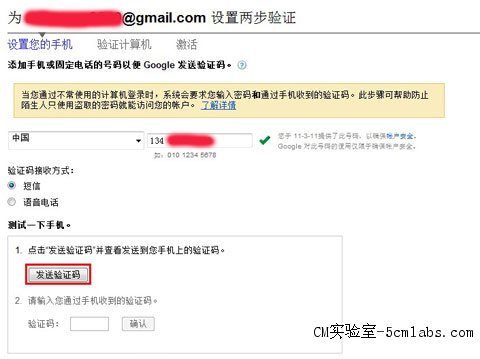 为 @gmail.com 设置两步验证
设置您的手机 验证计算机 激活
添加手机或固定电话的号码以便 Google 发送验证码。
当您通过不常使用的计算机登录时，系统会要求您输入密码和通过手机收到的验证码。此步骤可帮助防止
陌生人只使用盗取的密码就能访问您的帐户。 了解详情
中国 134
您于 11-3-11提供了此号码，以确保帐户安全。
如：010 1234 5678
Google 对此号码的使用仅限于确保帐户安全。
验证码接收方式：
短信
语音电话
测试一下手机。
1. 点击“发送验证码”并查看发送到您手机上的验证码。
发送验证码
2. 请输入您通过手机收到的验证码。
验证码： 确认
CM实验室-5cmlabs.com